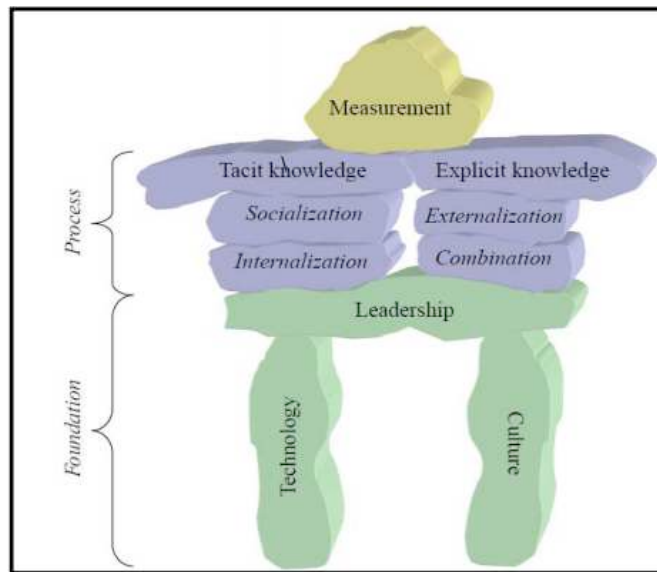 Measurement
Tacit knowledge
Explicit knowledge
Socialization
Externalization
Internalization
Combination
Leadership
Technology
Culture
Process
Foundation